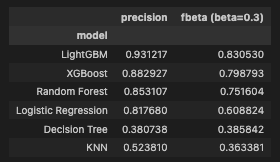 precision fbeta (beta=0.3)
model
LightGBM 0.931217 0.830530
XGBoost 0.882927 0.798793
Random Forest 0.853107 0.751604
Logistic Regression 0.817680 0.608824
Decision Tree 0.380738 0.385842
KNN 0.523810 0.363381